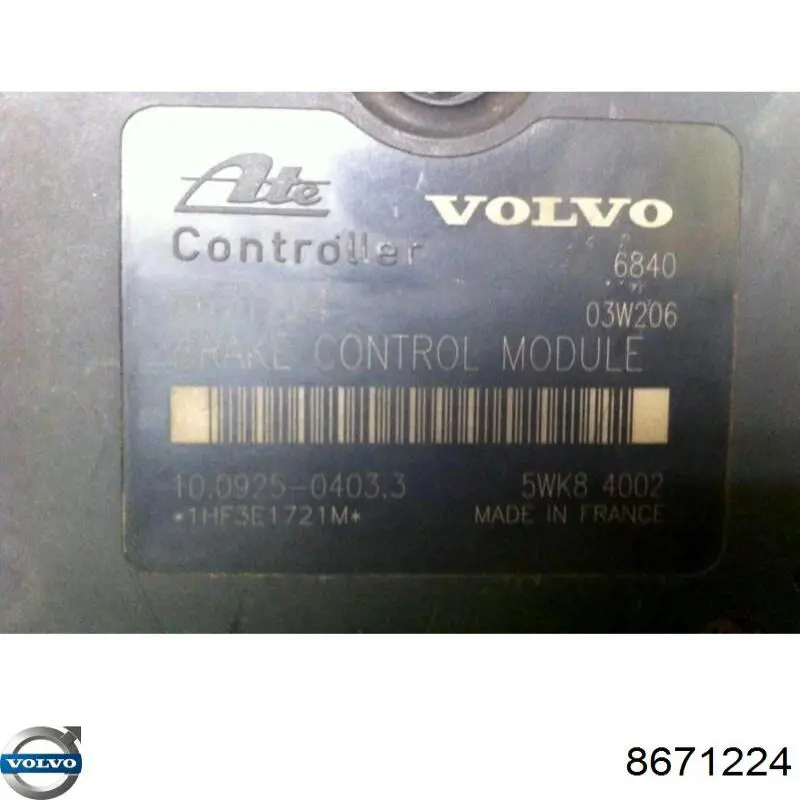 Ate
VOLVO
Controller
6840
03W206
BRAKE CONTROL MODULE
10.0925-0403.3
5WK8 4002
*1HF3E1721M*
MADE IN FRANCE
VOLVO
8671224